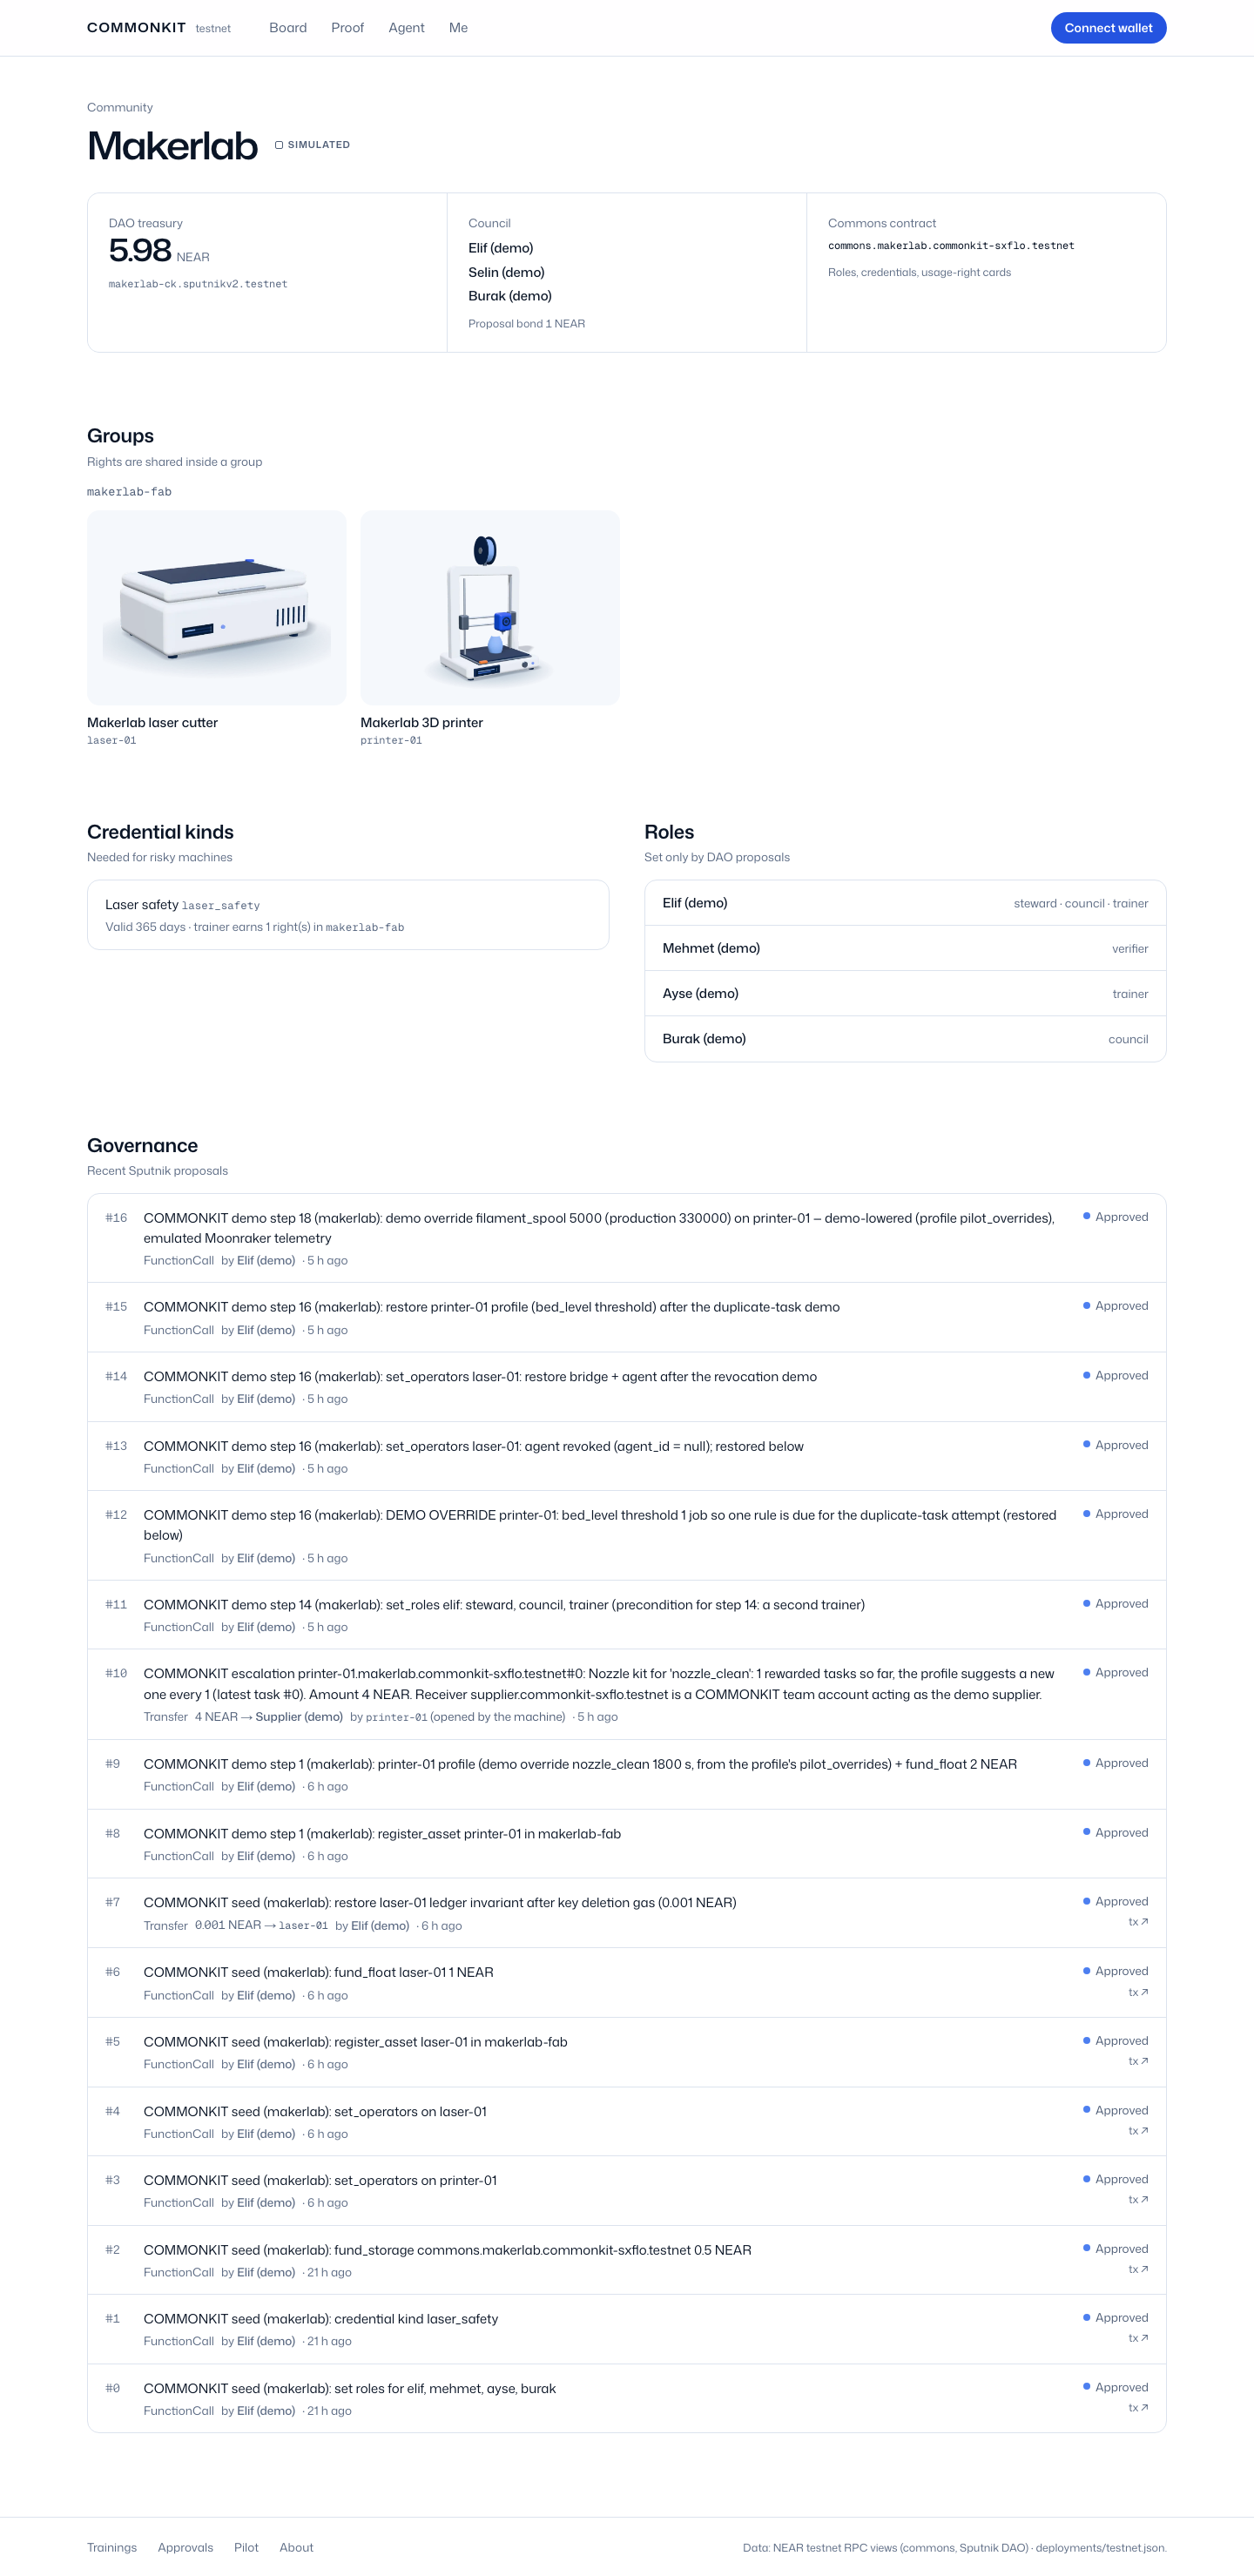 COMMONKIT testnet Board Proof Agent Me Connect wallet
Community
Makerlab SIMULATED
DAO treasury
5.98 NEAR
makerlab-ck.sputnikv2.testnet
Council
Elif (demo)
Selin (demo)
Burak (demo)
Proposal bond 1 NEAR
Commons contract
commons.makerlab.commonkit-sxflo.testnet
Roles, credentials, usage-right cards
Groups
Rights are shared inside a group
makerlab-fab
Makerlab laser cutter
laser-01
Makerlab 3D printer
printer-01
Credential kinds
Needed for risky machines
Laser safety laser_safety
Valid 365 days · trainer earns 1 right(s) in makerlab-fab
Roles
Set only by DAO proposals
Elif (demo) steward · council · trainer
Mehmet (demo) verifier
Ayse (demo) trainer
Burak (demo) council
Governance
Recent Sputnik proposals
#16 COMMONKIT demo step 18 (makerlab): demo override filament_spool 5000 (production 330000) on printer-01 — demo-lowered (profile pilot_overrides), Approved
emulated Moonraker telemetry
FunctionCall by Elif (demo) · 5 h ago
#15 COMMONKIT demo step 16 (makerlab): restore printer-01 profile (bed_level threshold) after the duplicate-task demo Approved
FunctionCall by Elif (demo) · 5 h ago
#14 COMMONKIT demo step 16 (makerlab): set_operators laser-01: restore bridge + agent after the revocation demo Approved
FunctionCall by Elif (demo) · 5 h ago
#13 COMMONKIT demo step 16 (makerlab): set_operators laser-01: agent revoked (agent_id = null); restored below Approved
FunctionCall by Elif (demo) · 5 h ago
#12 COMMONKIT demo step 16 (makerlab): DEMO OVERRIDE printer-01: bed_level threshold 1 job so one rule is due for the duplicate-task attempt (restored Approved
below)
FunctionCall by Elif (demo) · 5 h ago
#11 COMMONKIT demo step 14 (makerlab): set_roles elif: steward, council, trainer (precondition for step 14: a second trainer) Approved
FunctionCall by Elif (demo) · 5 h ago
#10 COMMONKIT escalation printer-01.makerlab.commonkit-sxflo.testnet#0: Nozzle kit for 'nozzle_clean': 1 rewarded tasks so far, the profile suggests a new Approved
one every 1 (latest task #0). Amount 4 NEAR. Receiver supplier.commonkit-sxflo.testnet is a COMMONKIT team account acting as the demo supplier.
Transfer 4 NEAR → Supplier (demo) by printer-01 (opened by the machine) · 5 h ago
#9 COMMONKIT demo step 1 (makerlab): printer-01 profile (demo override nozzle_clean 1800 s, from the profile's pilot_overrides) + fund_float 2 NEAR Approved
FunctionCall by Elif (demo) · 6 h ago
#8 COMMONKIT demo step 1 (makerlab): register_asset printer-01 in makerlab-fab Approved
FunctionCall by Elif (demo) · 6 h ago
#7 COMMONKIT seed (makerlab): restore laser-01 ledger invariant after key deletion gas (0.001 NEAR) Approved
Transfer 0.001 NEAR → laser-01 by Elif (demo) · 6 h ago tx ↗
#6 COMMONKIT seed (makerlab): fund_float laser-01 1 NEAR Approved
FunctionCall by Elif (demo) · 6 h ago tx ↗
#5 COMMONKIT seed (makerlab): register_asset laser-01 in makerlab-fab Approved
FunctionCall by Elif (demo) · 6 h ago tx ↗
#4 COMMONKIT seed (makerlab): set_operators on laser-01 Approved
FunctionCall by Elif (demo) · 6 h ago tx ↗
#3 COMMONKIT seed (makerlab): set_operators on printer-01 Approved
FunctionCall by Elif (demo) · 6 h ago tx ↗
#2 COMMONKIT seed (makerlab): fund_storage commons.makerlab.commonkit-sxflo.testnet 0.5 NEAR Approved
FunctionCall by Elif (demo) · 21 h ago tx ↗
#1 COMMONKIT seed (makerlab): credential kind laser_safety Approved
FunctionCall by Elif (demo) · 21 h ago tx ↗
#0 COMMONKIT seed (makerlab): set roles for elif, mehmet, ayse, burak Approved
FunctionCall by Elif (demo) · 21 h ago tx ↗
Trainings Approvals Pilot About Data: NEAR testnet RPC views (commons, Sputnik DAO) · deployments/testnet.json.